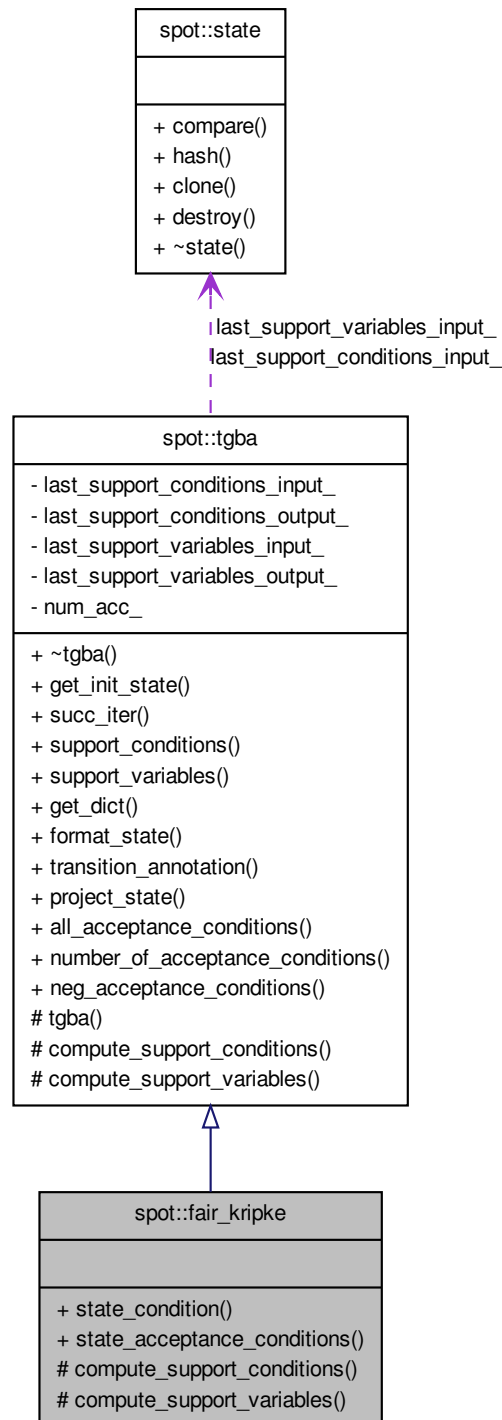 spot::state
+ compare()
+ hash()
+ clone()
+ destroy()
+ ~state()
last_support_variables_input_
last_support_conditions_input_
spot::tgba
- last_support_conditions_input_
- last_support_conditions_output_
- last_support_variables_input_
- last_support_variables_output_
- num_acc_
+ ~tgba()
+ get_init_state()
+ succ_iter()
+ support_conditions()
+ support_variables()
+ get_dict()
+ format_state()
+ transition_annotation()
+ project_state()
+ all_acceptance_conditions()
+ number_of_acceptance_conditions()
+ neg_acceptance_conditions()
# tgba()
# compute_support_conditions()
# compute_support_variables()
spot::fair_kripke
+ state_condition()
+ state_acceptance_conditions()
# compute_support_conditions()
# compute_support_variables()